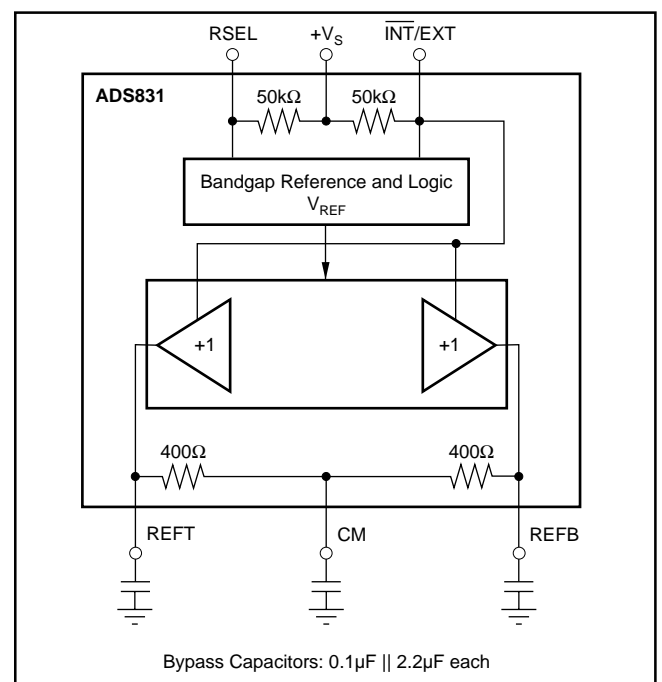 RSEL +V_S I̅N̅T̅/EXT
ADS831
50kΩ 50kΩ
Bandgap Reference and Logic
V_REF
+1 +1
400Ω 400Ω
REFT CM REFB
Bypass Capacitors: 0.1µF || 2.2µF each